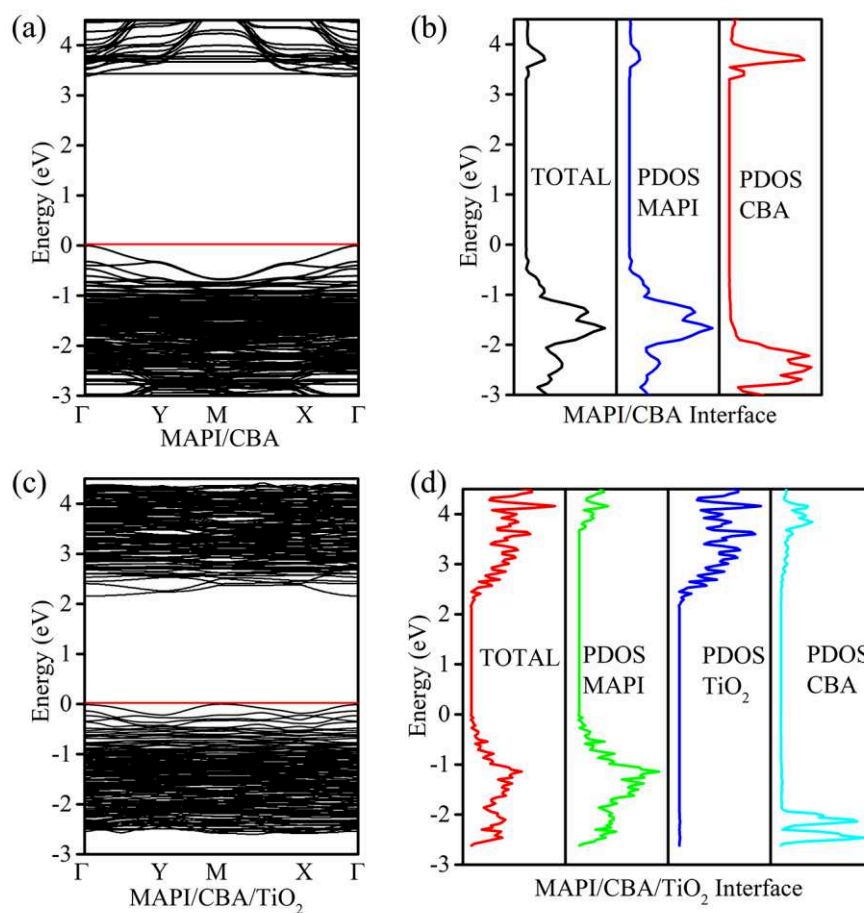 (a)
Energy (eV)
4
3
2
1
0
-1
-2
-3
Γ Y M X Γ
MAPI/CBA
(b)
Energy (eV)
4
3
2
1
0
-1
-2
-3
TOTAL
PDOS
MAPI
PDOS
CBA
MAPI/CBA Interface
(c)
Energy (eV)
4
3
2
1
0
-1
-2
-3
Γ Y M X Γ
MAPI/CBA/TiO₂
(d)
Energy (eV)
4
3
2
1
0
-1
-2
-3
TOTAL
PDOS
MAPI
PDOS
TiO₂
PDOS
CBA
MAPI/CBA/TiO₂ Interface